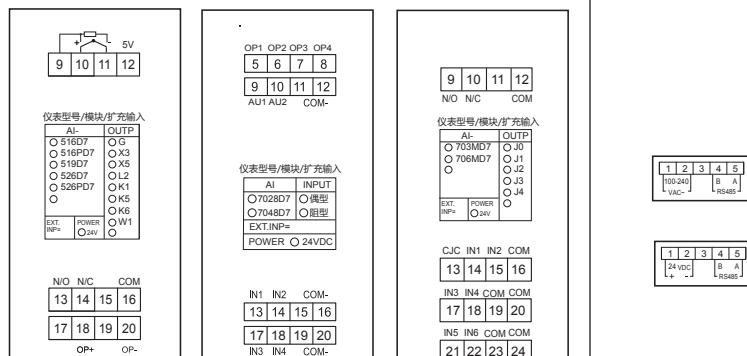 + - 5V
9 10 11 12
仪表型号/模块/扩充输入
AI- OUTP
516D7 G
516PD7 X3
519D7 X5
526D7 L2
526PD7 K1
K5
K6
EXT. INP= POWER 24V W1
N/O N/C COM
13 14 15 16
17 18 19 20
OP+ OP-
OP1 OP2 OP3 OP4
5 6 7 8
9 10 11 12
AU1 AU2 COM-
仪表型号/模块/扩充输入
AI INPUT
7028D7 偶型
7048D7 阻型
EXT.INP=
POWER 24VDC
IN1 IN2 COM-
13 14 15 16
17 18 19 20
IN3 IN4 COM-
9 10 11 12
N/O N/C COM
仪表型号/模块/扩充输入
AI- OUTP
703MD7 J0
706MD7 J1
J2
J3
J4
EXT. INP= POWER 24V
CJC IN1 IN2 COM
13 14 15 16
IN3 IN4 COM COM
17 18 19 20
IN5 IN6 COM COM
21 22 23 24
1 2 3 4 5
100-240 B A
VAC~ RS485
1 2 3 4 5
24 VDC B A
+ - RS485